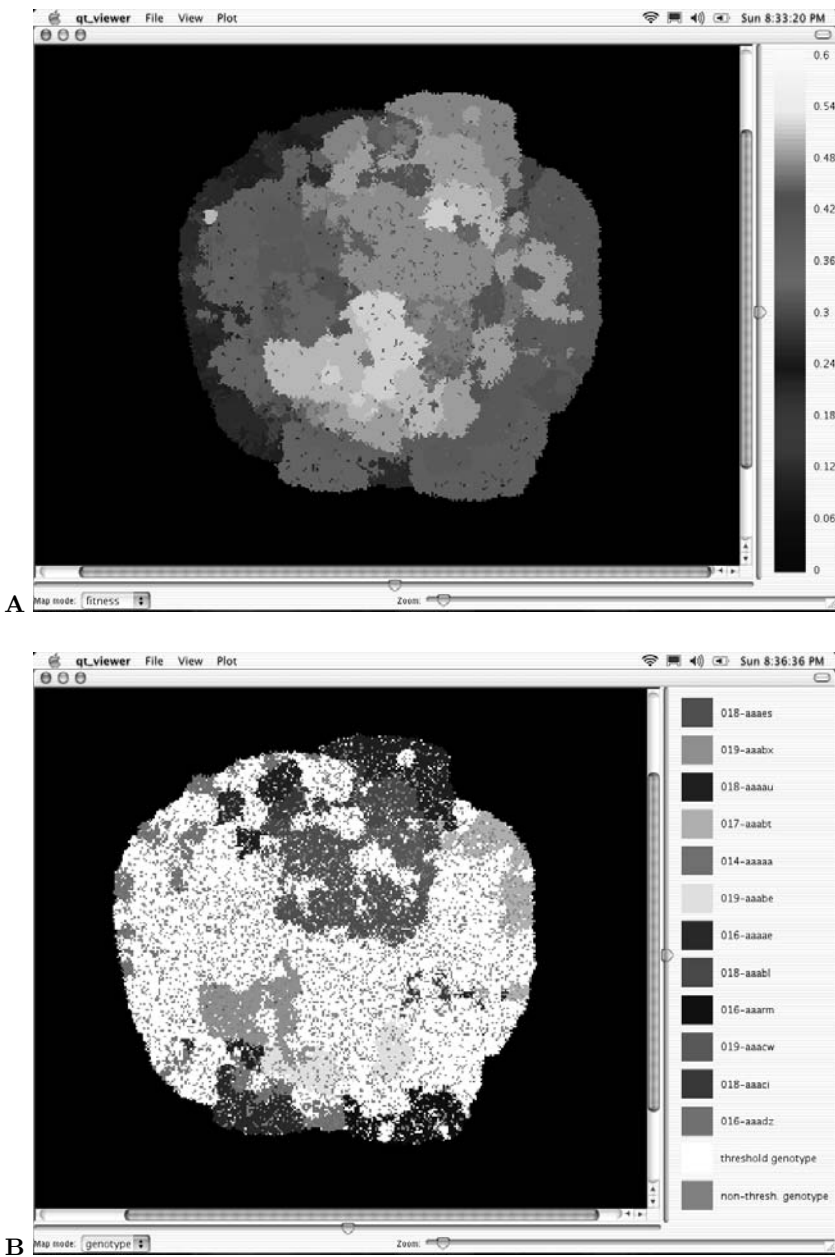 qt_viewer File View Plot Sun 8:33:20 PM
0.6
0.54
0.48
0.42
0.36
0.3
0.24
0.18
0.12
0.06
0
A Map mode: fitness Zoom:
qt_viewer File View Plot Sun 8:36:36 PM
018-aaaes
019-aaabx
018-aaaau
017-aaabt
014-aaaaa
019-aaabe
016-aaaae
018-aaabl
016-aaarm
019-aaacw
018-aaaci
016-aaadz
threshold genotype
non-thresh. genotype
B Map mode: genotype Zoom: